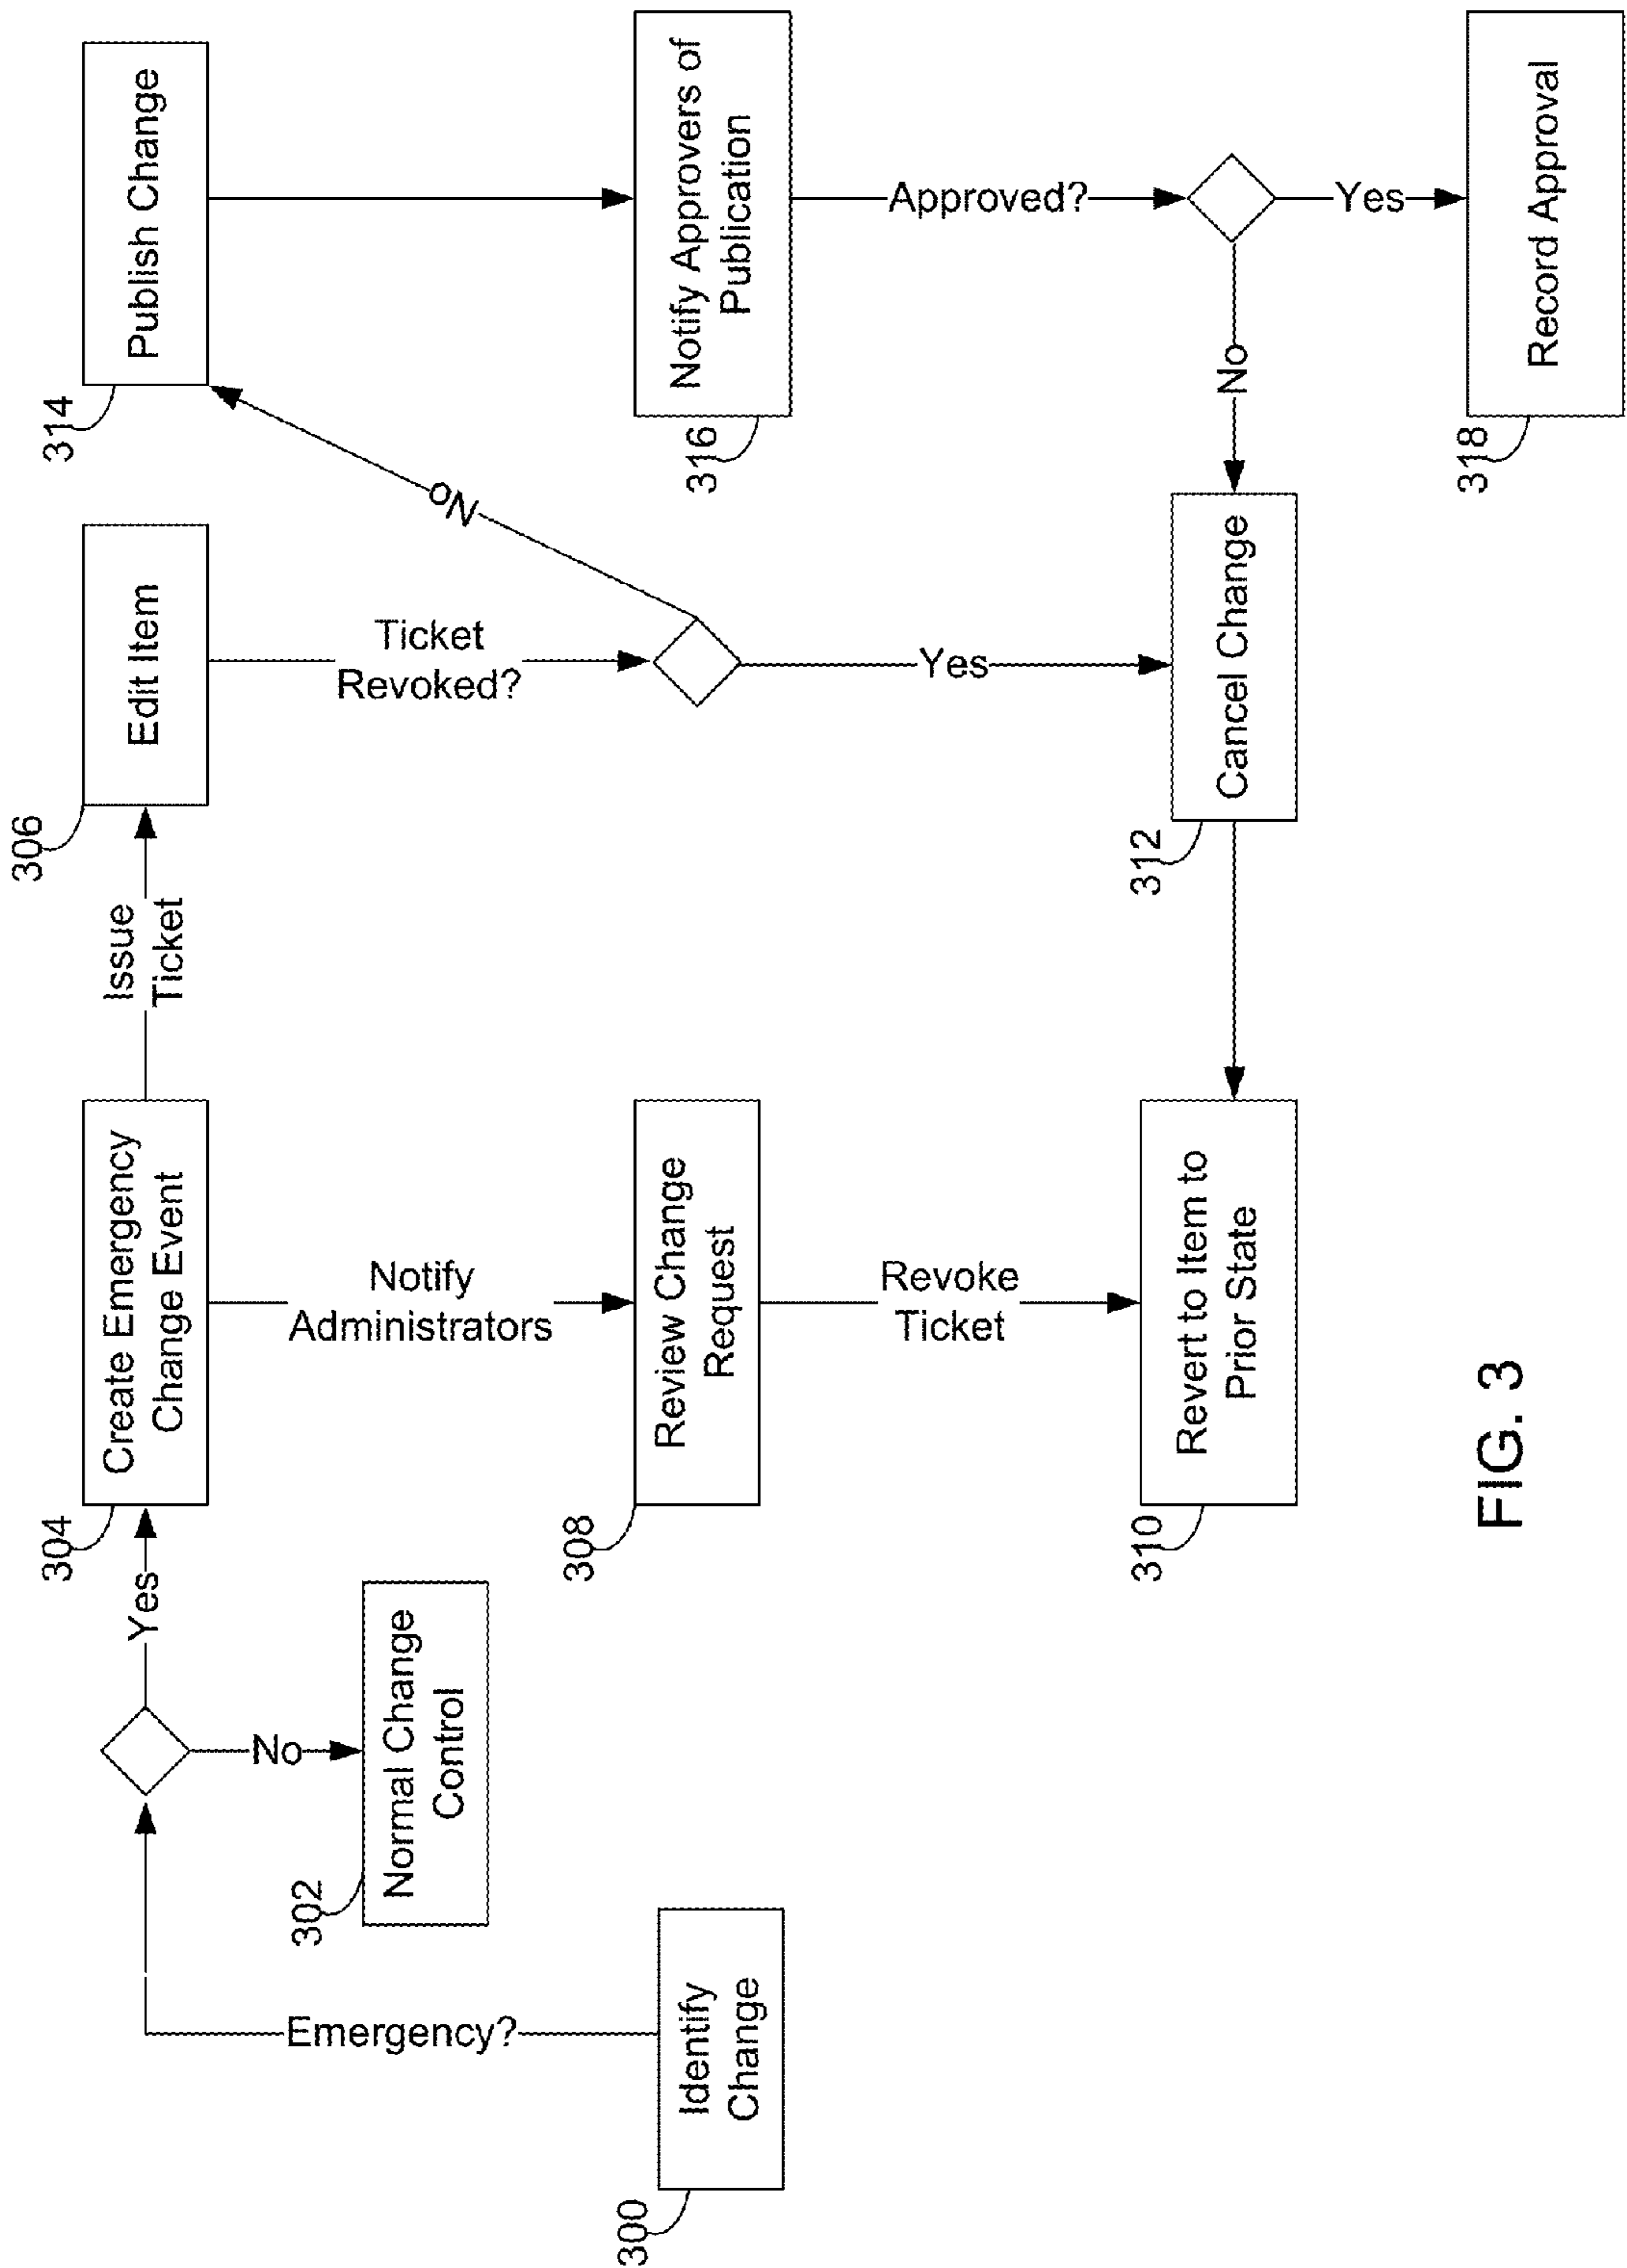 300
Identify
Change
Emergency?
302
Normal Change
Control
No
Yes
304
Create Emergency
Change Event
Issue
Ticket
Notify
Administrators
308
Review Change
Request
Revoke
Ticket
310
Revert to Item to
Prior State
306
Edit Item
Ticket
Revoked?
No
Yes
312
Cancel Change
314
Publish Change
316
Notify Approvers of
Publication
Approved?
No
Yes
318
Record Approval
FIG. 3